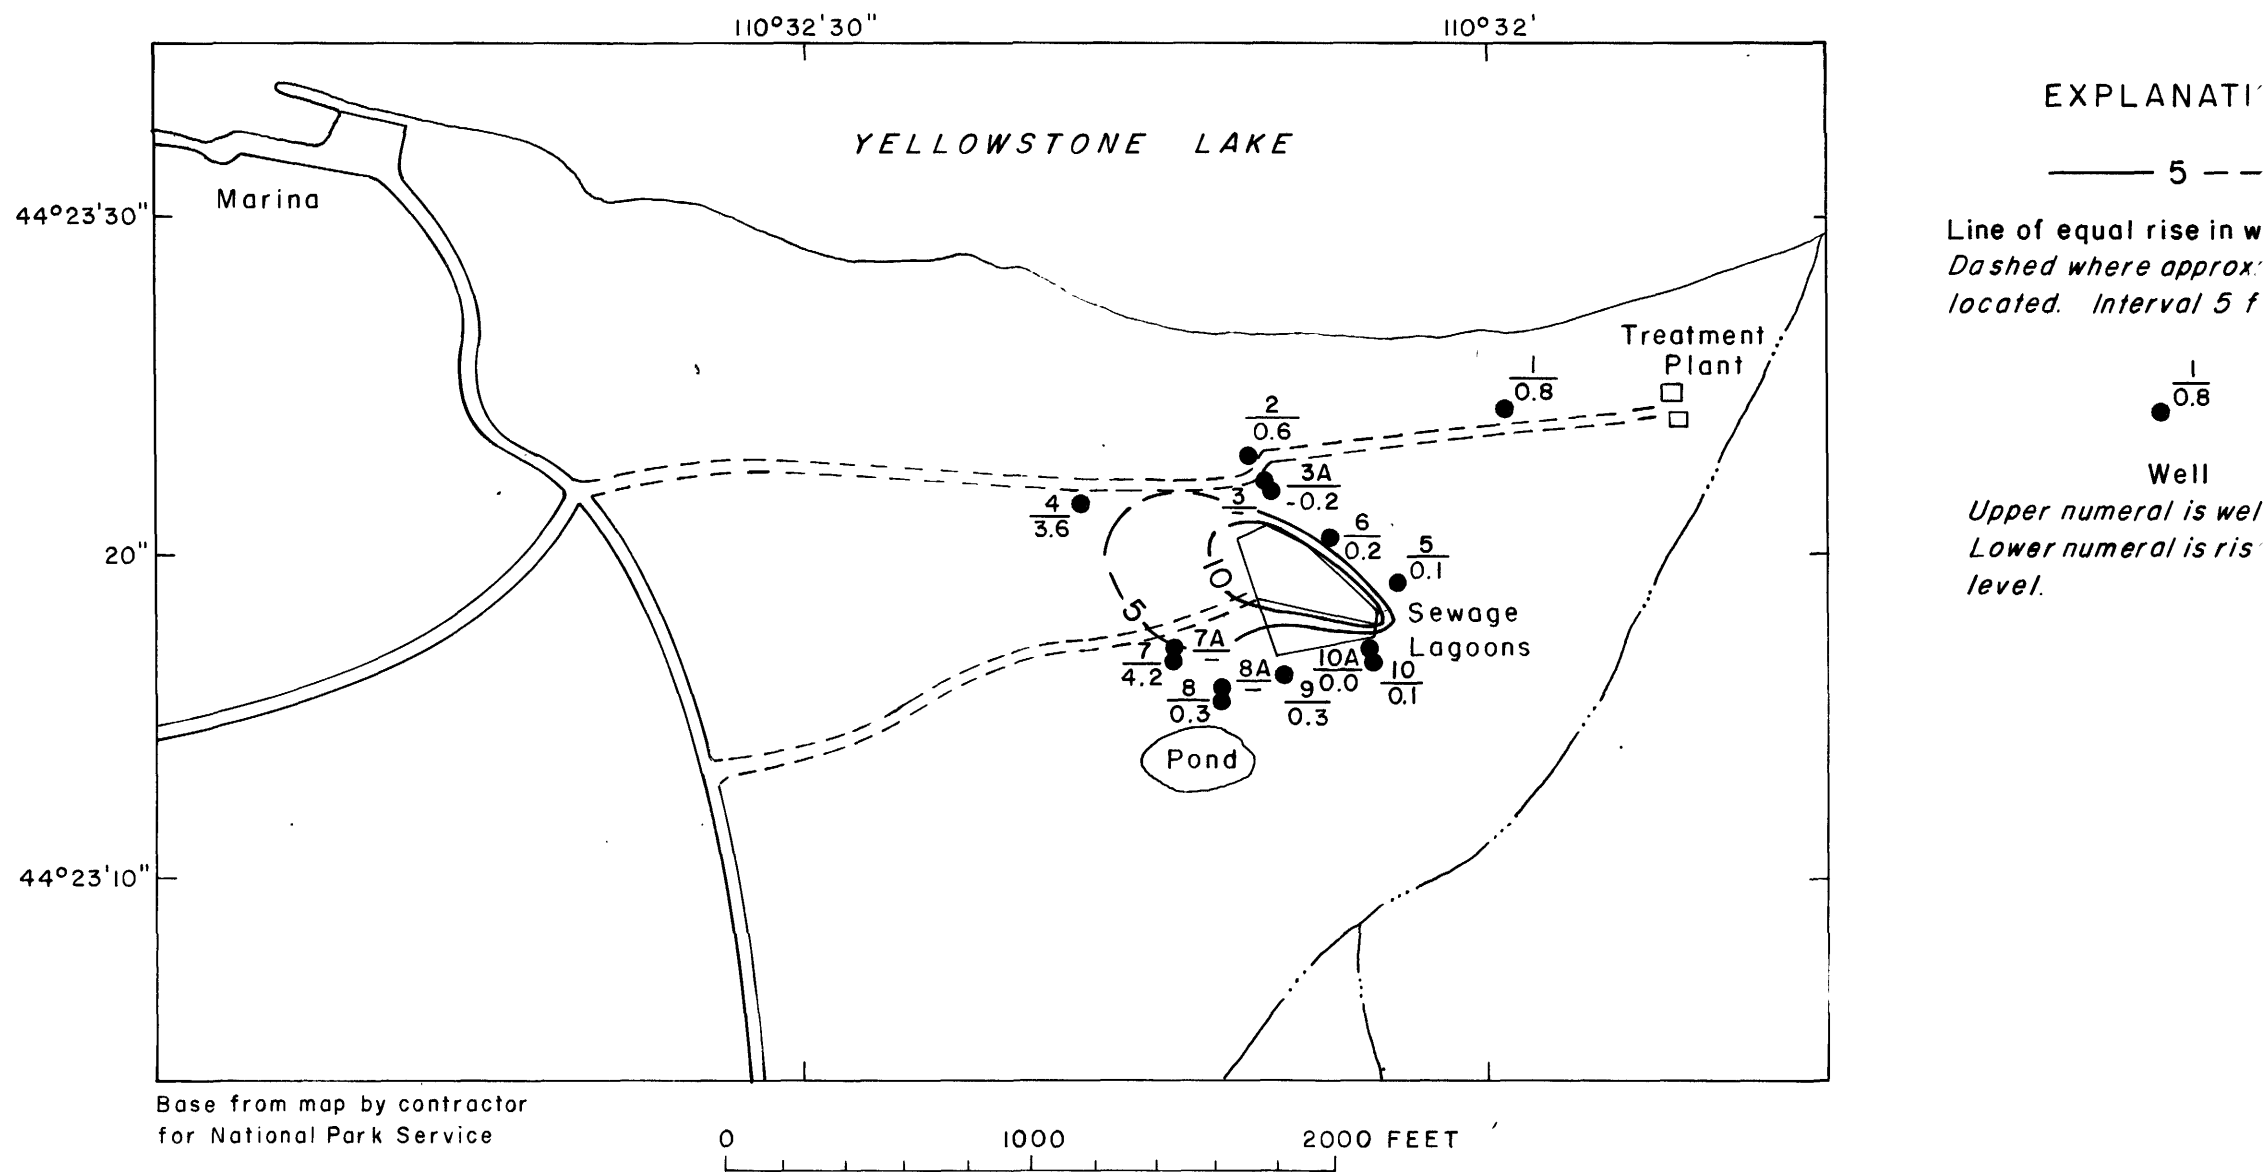 110°32'30"
110°32'
YELLOWSTONE LAKE
Marina
44°23'30"
20"
44°23'10"
Treatment
Plant
1
0.8
2
0.6
3A
-0.2
3
–
4
3.6
6
0.2
5
0.1
10
5
Sewage
Lagoons
7A
–
7
4.2
8A
–
8
0.3
9
0.3
10A
0.0
10
0.1
Pond
Base from map by contractor
for National Park Service
0 1000 2000 FEET
EXPLANATI
5
Line of equal rise in w
Dashed where approx
located. Interval 5 f
1
0.8
Well
Upper numeral is wel
Lower numeral is ris
level.